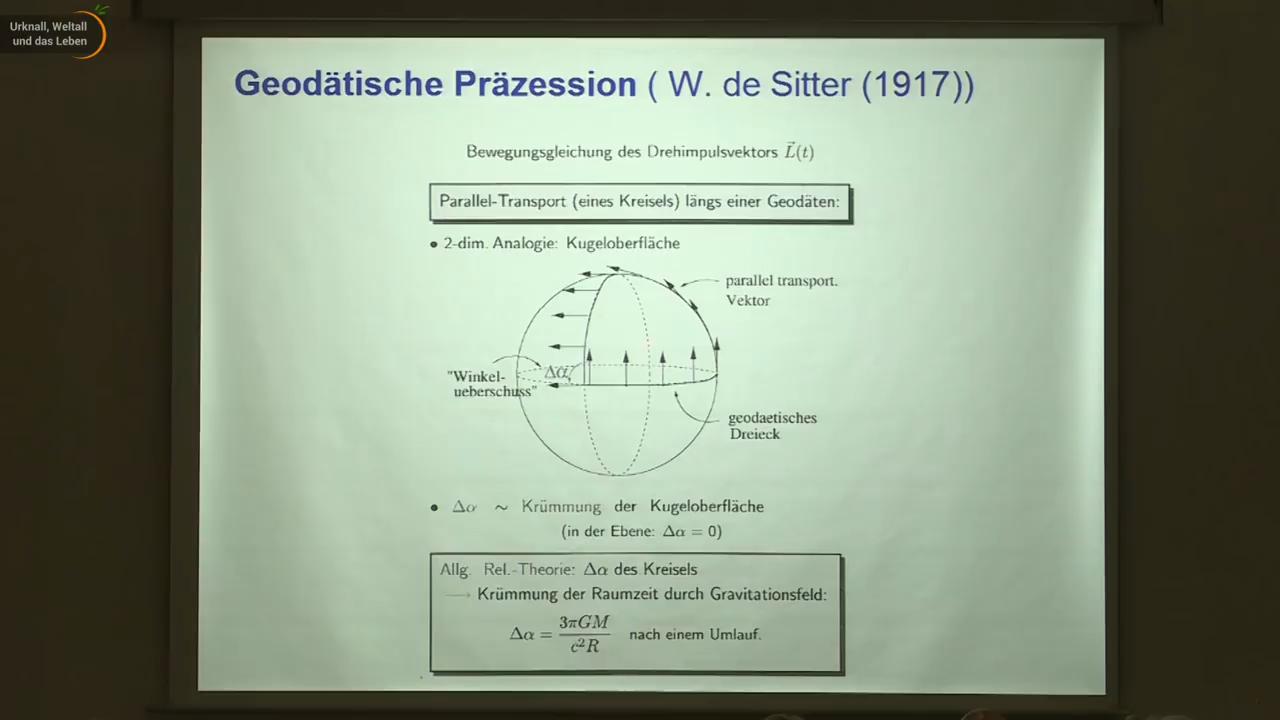 Urknall, Weltall
und das Leben
Geodätische Präzession ( W. de Sitter (1917))
Bewegungsgleichung des Drehimpulsvektors L⃗(t)
Parallel-Transport (eines Kreisels) längs einer Geodäten:
• 2-dim. Analogie: Kugeloberfläche
parallel transport.
Vektor
"Winkel-
ueberschuss"
Δα
geodaetisches
Dreieck
• Δα ∼ Krümmung der Kugeloberfläche
(in der Ebene: Δα = 0)
Allg. Rel.-Theorie: Δα des Kreisels
⟶ Krümmung der Raumzeit durch Gravitationsfeld:
Δα = 3πGM / c²R nach einem Umlauf.